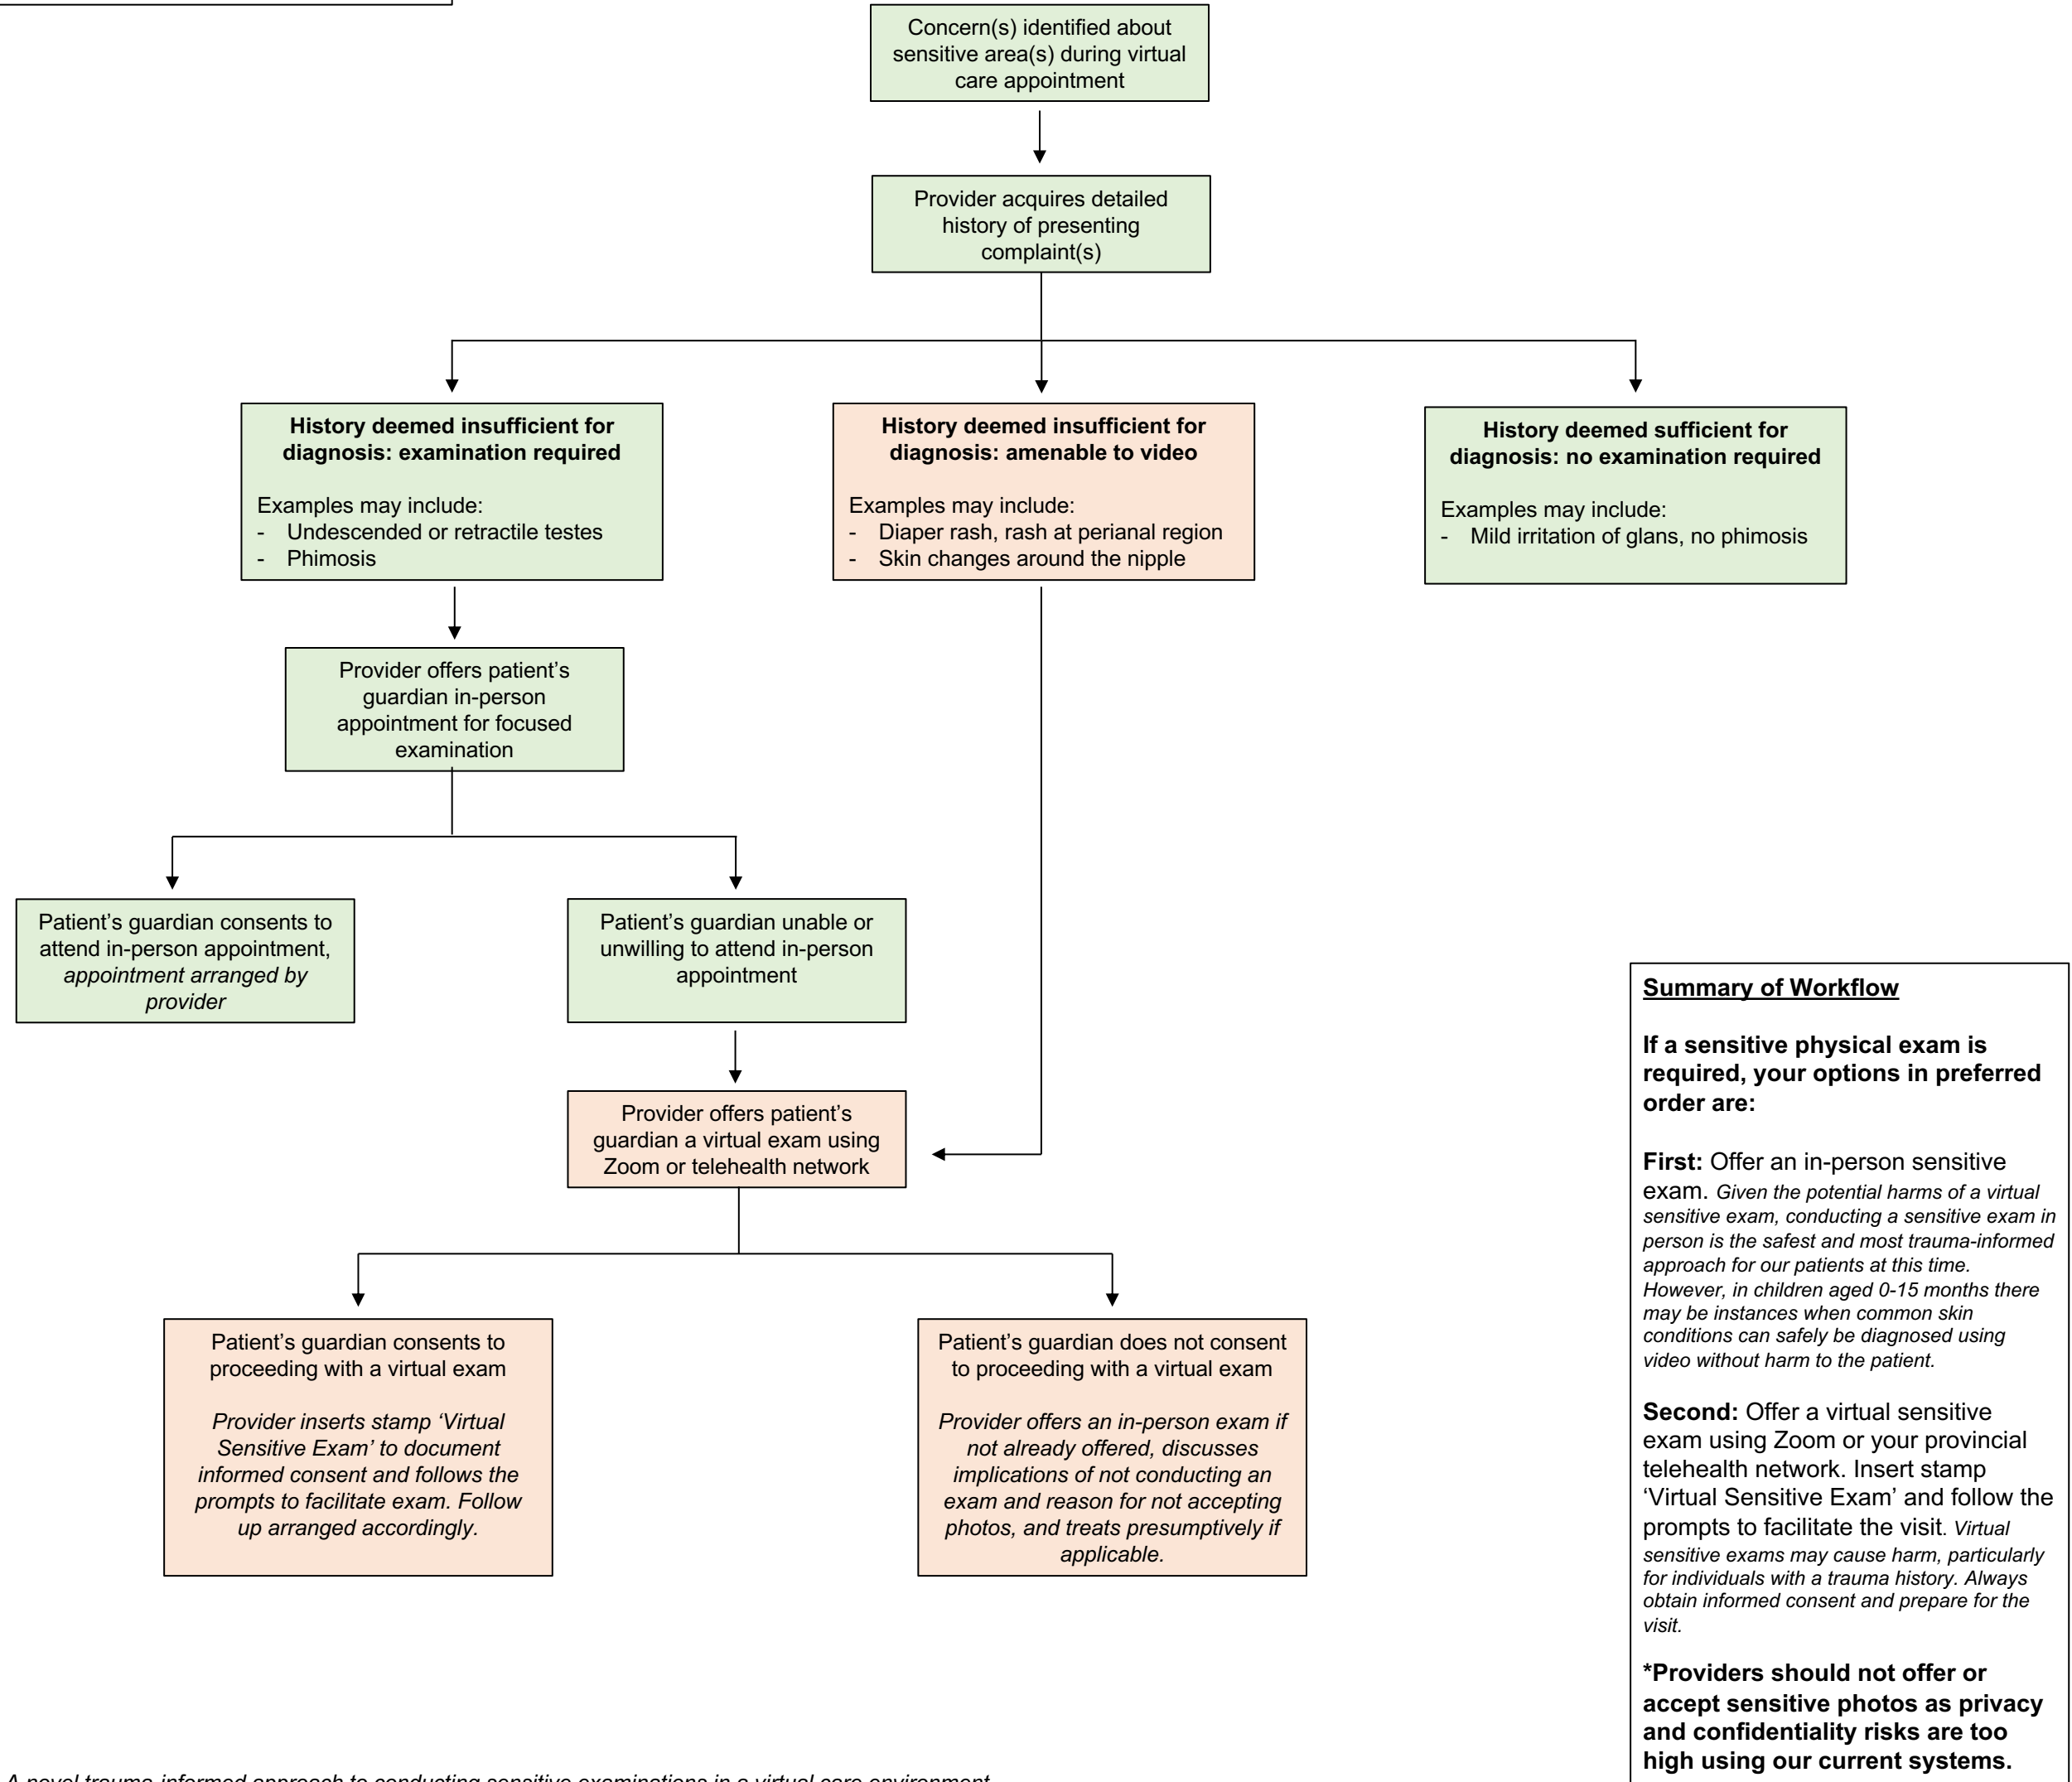 Concern(s) identified about
sensitive area(s) during virtual
care appointment
Provider acquires detailed
history of presenting
complaint(s)
History deemed insufficient for
diagnosis: examination required
Examples may include:
- Undescended or retractile testes
- Phimosis
History deemed insufficient for
diagnosis: amenable to video
Examples may include:
- Diaper rash, rash at perianal region
- Skin changes around the nipple
History deemed sufficient for
diagnosis: no examination required
Examples may include:
- Mild irritation of glans, no phimosis
Provider offers patient’s
guardian in-person
appointment for focused
examination
Patient’s guardian consents to
attend in-person appointment,
appointment arranged by
provider
Patient’s guardian unable or
unwilling to attend in-person
appointment
Provider offers patient’s
guardian a virtual exam using
Zoom or telehealth network
Patient’s guardian consents to
proceeding with a virtual exam
Provider inserts stamp ‘Virtual
Sensitive Exam’ to document
informed consent and follows the
prompts to facilitate exam. Follow
up arranged accordingly.
Patient’s guardian does not consent
to proceeding with a virtual exam
Provider offers an in-person exam if
not already offered, discusses
implications of not conducting an
exam and reason for not accepting
photos, and treats presumptively if
applicable.
Summary of Workflow
If a sensitive physical exam is
required, your options in preferred
order are:
First: Offer an in-person sensitive
exam. Given the potential harms of a virtual
sensitive exam, conducting a sensitive exam in
person is the safest and most trauma-informed
approach for our patients at this time.
However, in children aged 0-15 months there
may be instances when common skin
conditions can safely be diagnosed using
video without harm to the patient.
Second: Offer a virtual sensitive
exam using Zoom or your provincial
telehealth network. Insert stamp
‘Virtual Sensitive Exam’ and follow the
prompts to facilitate the visit. Virtual
sensitive exams may cause harm, particularly
for individuals with a trauma history. Always
obtain informed consent and prepare for the
visit.
*Providers should not offer or
accept sensitive photos as privacy
and confidentiality risks are too
high using our current systems.
A novel trauma-informed approach to conducting sensitive examinations in a virtual care environment